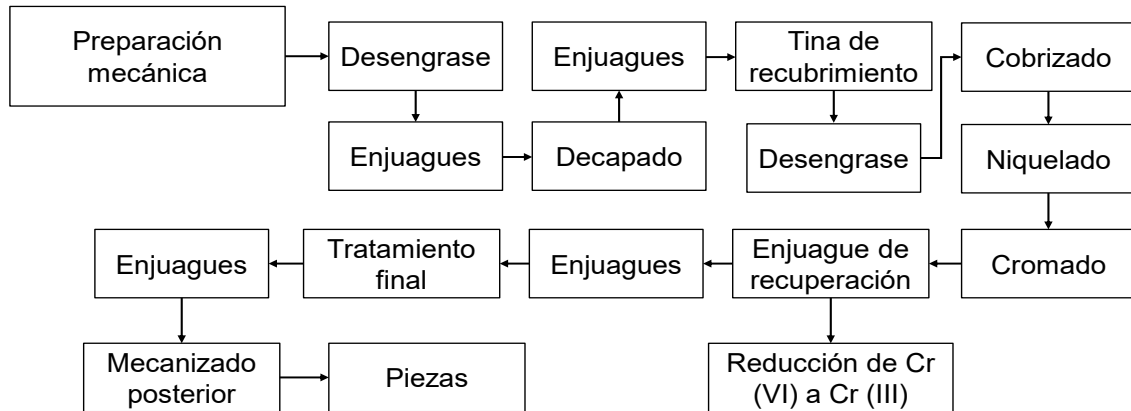 Preparación
mecánica
Desengrase
Enjuagues
Decapado
Enjuagues
Tina de
recubrimiento
Desengrase
Cobrizado
Niquelado
Cromado
Enjuague de
recuperación
Reducción de Cr
(VI) a Cr (III)
Enjuagues
Tratamiento
final
Enjuagues
Mecanizado
posterior
Piezas